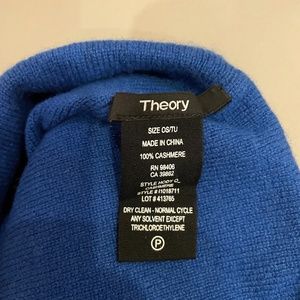 Theory
SIZE OS/TU
MADE IN CHINA
100% CASHMERE
RN 98406
CA 39862
CASHMERE
STYLE # I1018711
LOT # 413765
DRY CLEAN - NORMAL CYCLE
ANY SOLVENT EXCEPT
TRICHLOROETHYLENE
P